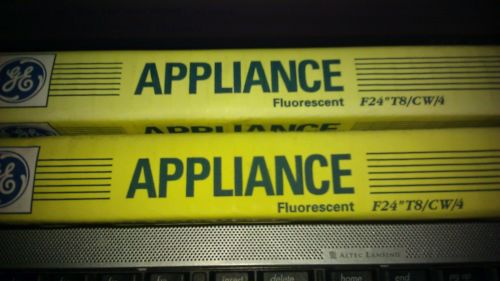 GE APPLIANCE
Fluorescent F24"T8/CW/4
APPLIANCE
GE APPLIANCE
Fluorescent F24"T8/CW/4
ALTEC LANSING
delete home end